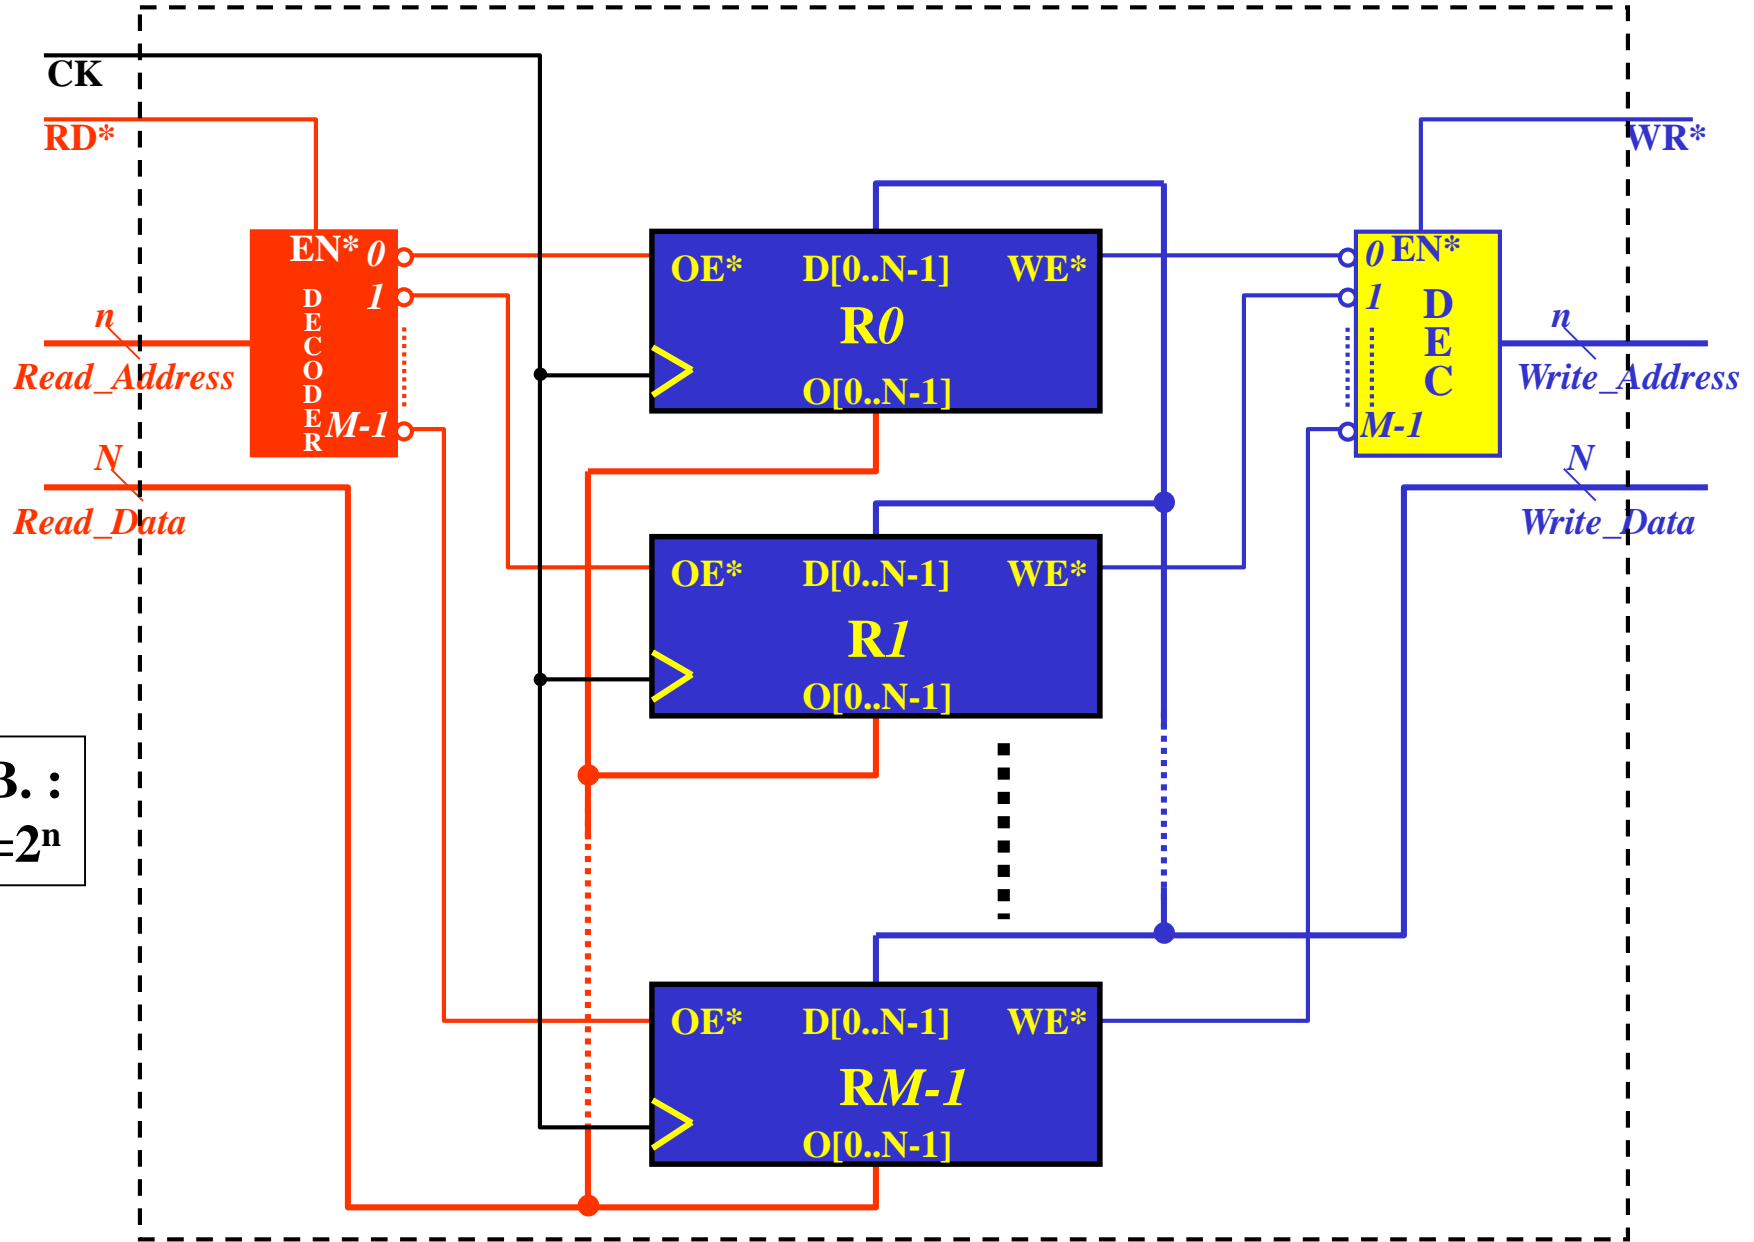 CK
RD*
WR*
EN* 0
1
DECODER
M-1
n
Read_Address
N
Read_Data
OE* D[0..N-1] WE*
R0
O[0..N-1]
0 EN*
1
DEC
M-1
n
Write_Address
N
Write_Data
OE* D[0..N-1] WE*
R1
O[0..N-1]
B. :
=2ⁿ
OE* D[0..N-1] WE*
RM-1
O[0..N-1]